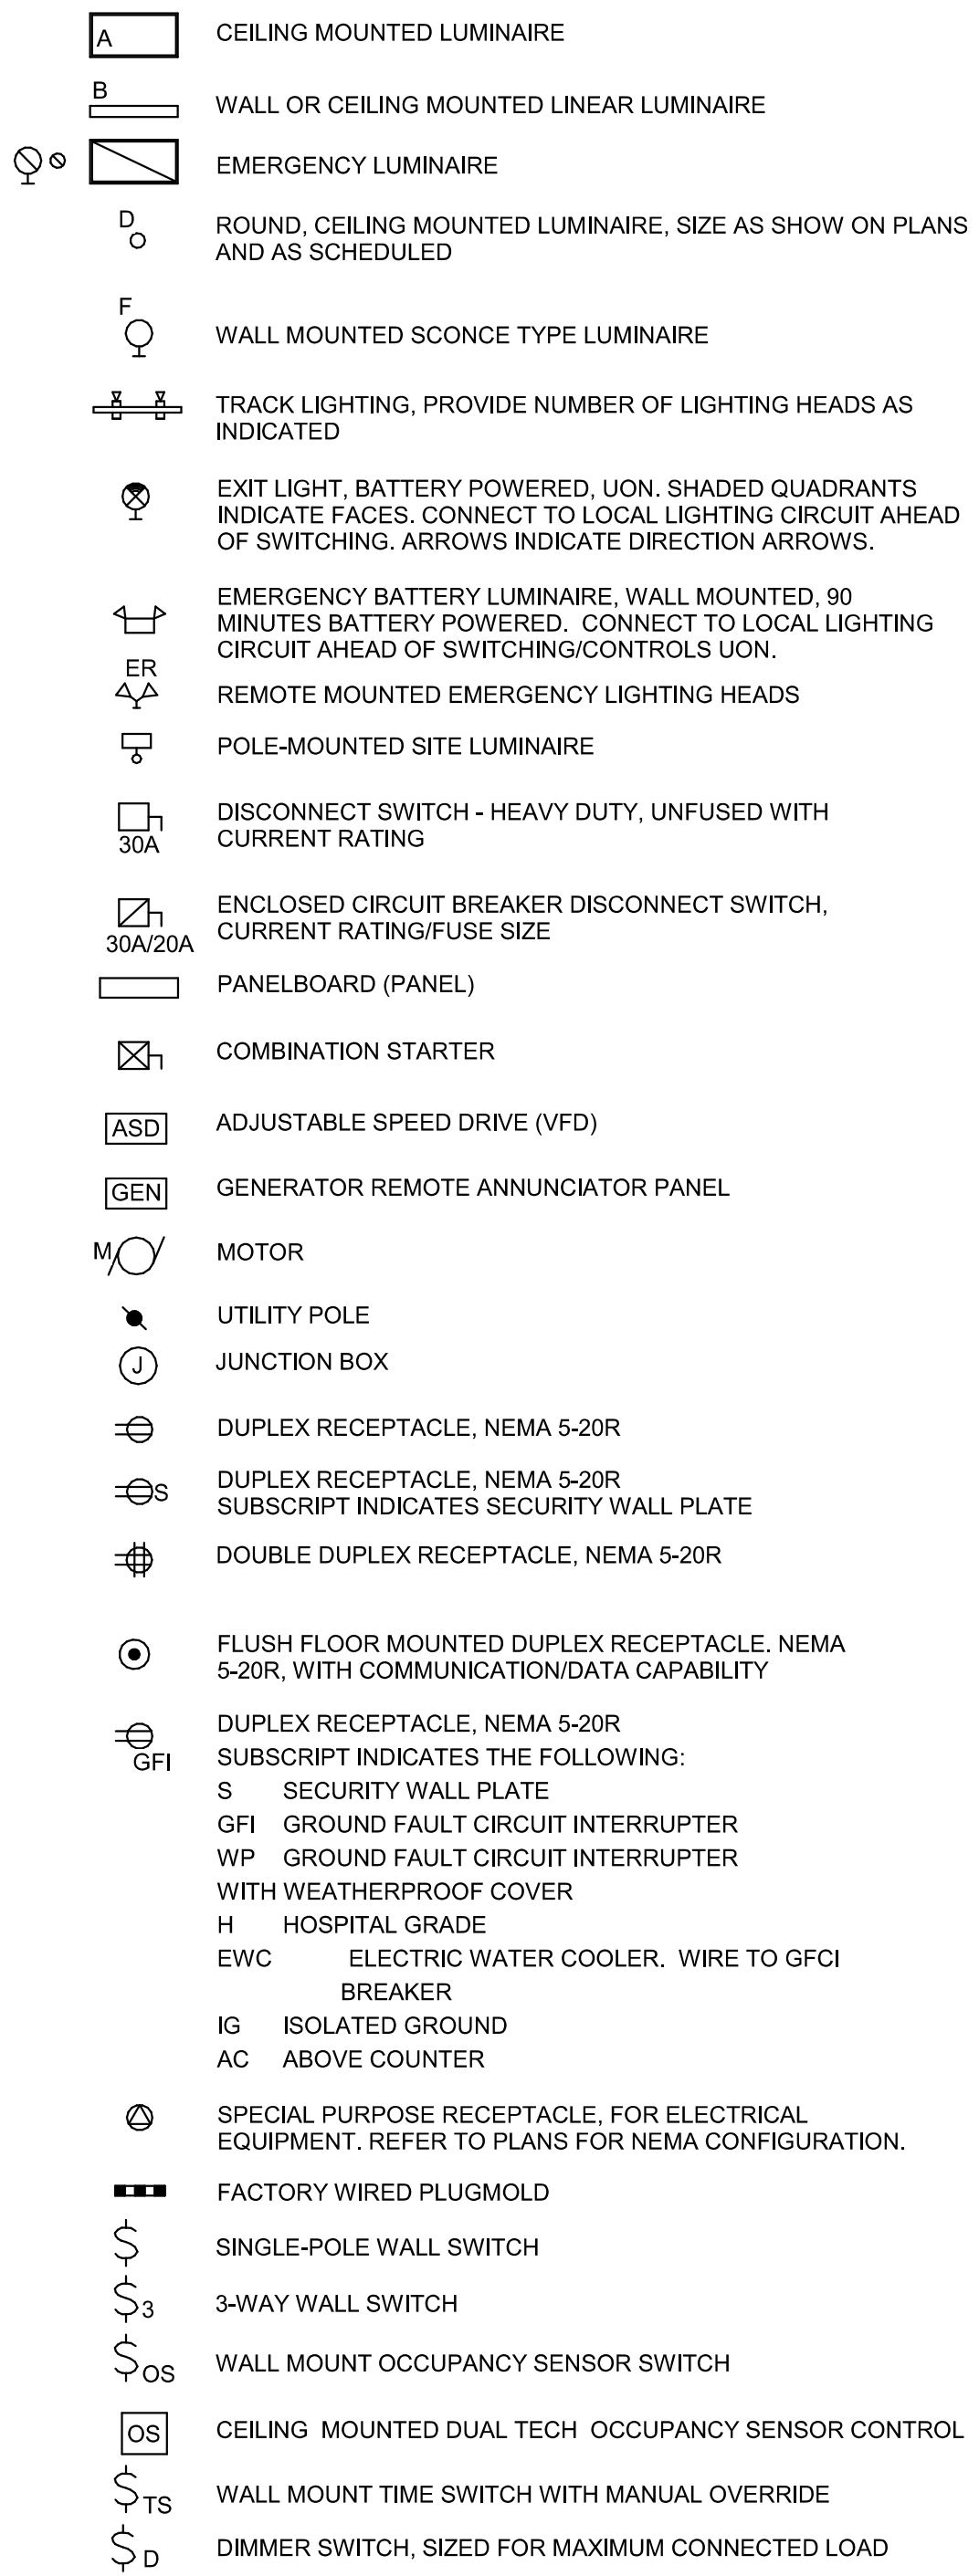 A CEILING MOUNTED LUMINAIRE
B
WALL OR CEILING MOUNTED LINEAR LUMINAIRE
EMERGENCY LUMINAIRE
D
ROUND, CEILING MOUNTED LUMINAIRE, SIZE AS SHOW ON PLANS
AND AS SCHEDULED
F
WALL MOUNTED SCONCE TYPE LUMINAIRE
TRACK LIGHTING, PROVIDE NUMBER OF LIGHTING HEADS AS
INDICATED
EXIT LIGHT, BATTERY POWERED, UON. SHADED QUADRANTS
INDICATE FACES. CONNECT TO LOCAL LIGHTING CIRCUIT AHEAD
OF SWITCHING. ARROWS INDICATE DIRECTION ARROWS.
EMERGENCY BATTERY LUMINAIRE, WALL MOUNTED, 90
MINUTES BATTERY POWERED. CONNECT TO LOCAL LIGHTING
CIRCUIT AHEAD OF SWITCHING/CONTROLS UON.
ER
REMOTE MOUNTED EMERGENCY LIGHTING HEADS
POLE-MOUNTED SITE LUMINAIRE
DISCONNECT SWITCH - HEAVY DUTY, UNFUSED WITH
30A CURRENT RATING
ENCLOSED CIRCUIT BREAKER DISCONNECT SWITCH,
30A/20A CURRENT RATING/FUSE SIZE
PANELBOARD (PANEL)
COMBINATION STARTER
ASD ADJUSTABLE SPEED DRIVE (VFD)
GEN GENERATOR REMOTE ANNUNCIATOR PANEL
M MOTOR
UTILITY POLE
J JUNCTION BOX
DUPLEX RECEPTACLE, NEMA 5-20R
DUPLEX RECEPTACLE, NEMA 5-20R
S SUBSCRIPT INDICATES SECURITY WALL PLATE
DOUBLE DUPLEX RECEPTACLE, NEMA 5-20R
FLUSH FLOOR MOUNTED DUPLEX RECEPTACLE. NEMA
5-20R, WITH COMMUNICATION/DATA CAPABILITY
DUPLEX RECEPTACLE, NEMA 5-20R
GFI SUBSCRIPT INDICATES THE FOLLOWING:
S SECURITY WALL PLATE
GFI GROUND FAULT CIRCUIT INTERRUPTER
WP GROUND FAULT CIRCUIT INTERRUPTER
WITH WEATHERPROOF COVER
H HOSPITAL GRADE
EWC ELECTRIC WATER COOLER. WIRE TO GFCI
BREAKER
IG ISOLATED GROUND
AC ABOVE COUNTER
SPECIAL PURPOSE RECEPTACLE, FOR ELECTRICAL
EQUIPMENT. REFER TO PLANS FOR NEMA CONFIGURATION.
FACTORY WIRED PLUGMOLD
$ SINGLE-POLE WALL SWITCH
$3 3-WAY WALL SWITCH
$OS WALL MOUNT OCCUPANCY SENSOR SWITCH
OS CEILING MOUNTED DUAL TECH OCCUPANCY SENSOR CONTROL
$TS WALL MOUNT TIME SWITCH WITH MANUAL OVERRIDE
$D DIMMER SWITCH, SIZED FOR MAXIMUM CONNECTED LOAD